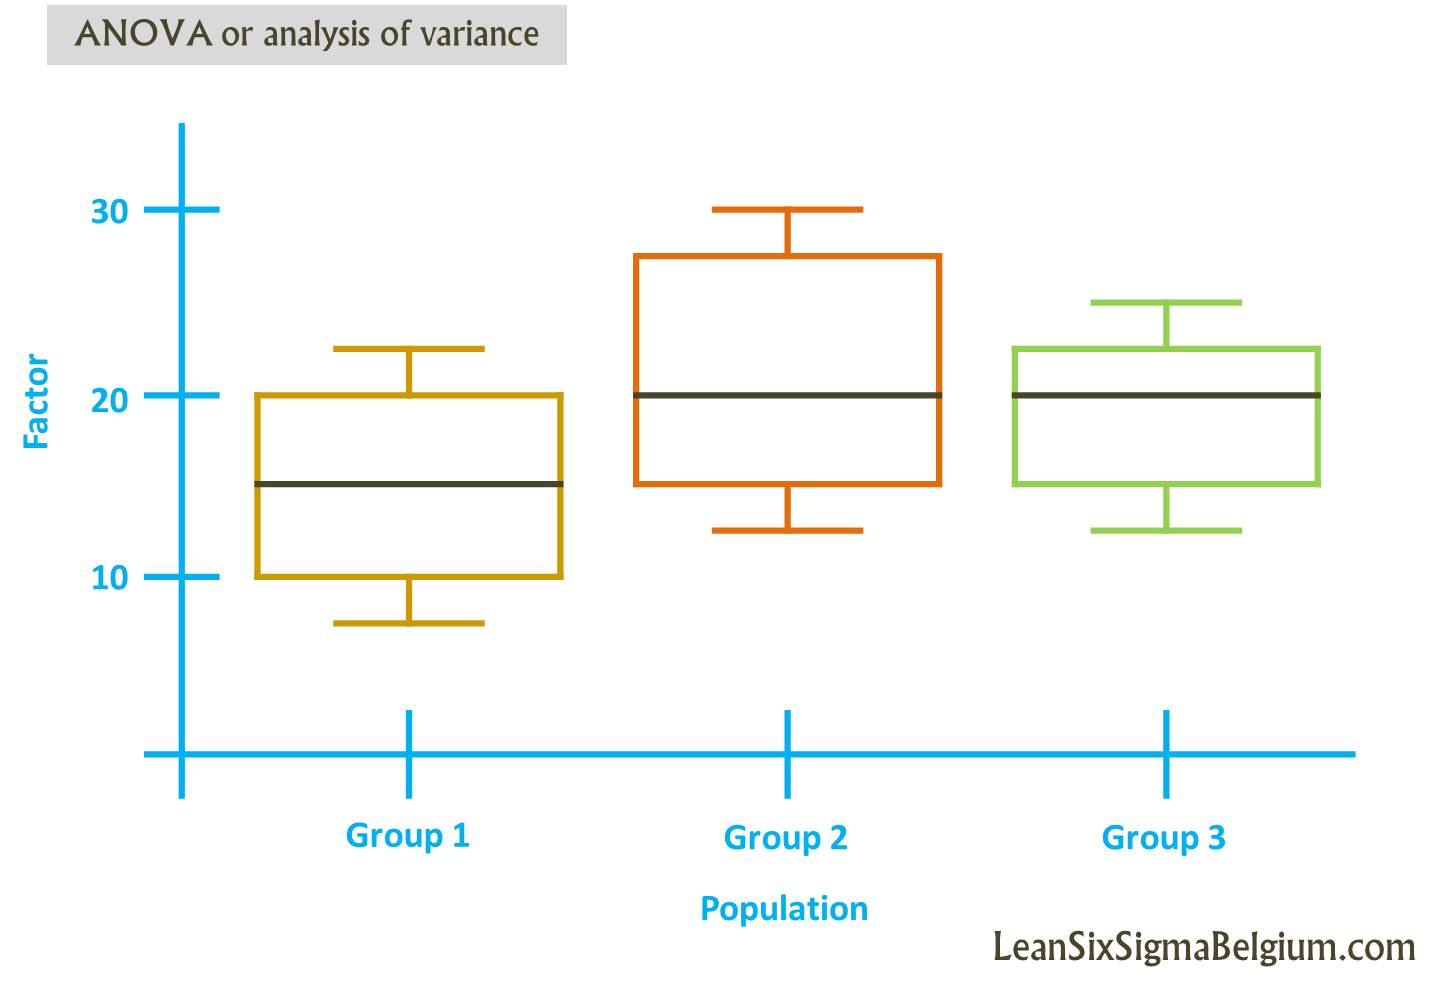 ANOVA or analysis of variance
30
20
10
Factor
Group 1
Group 2
Group 3
Population
LeanSixSigmaBelgium.com